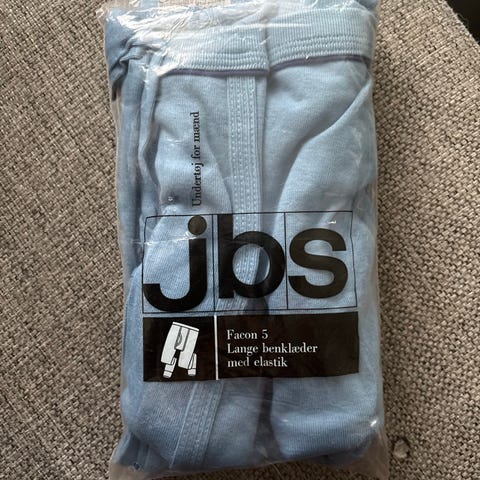 Undertøj for mænd
jbs
Facon 5
Lange benklæder
med elastik